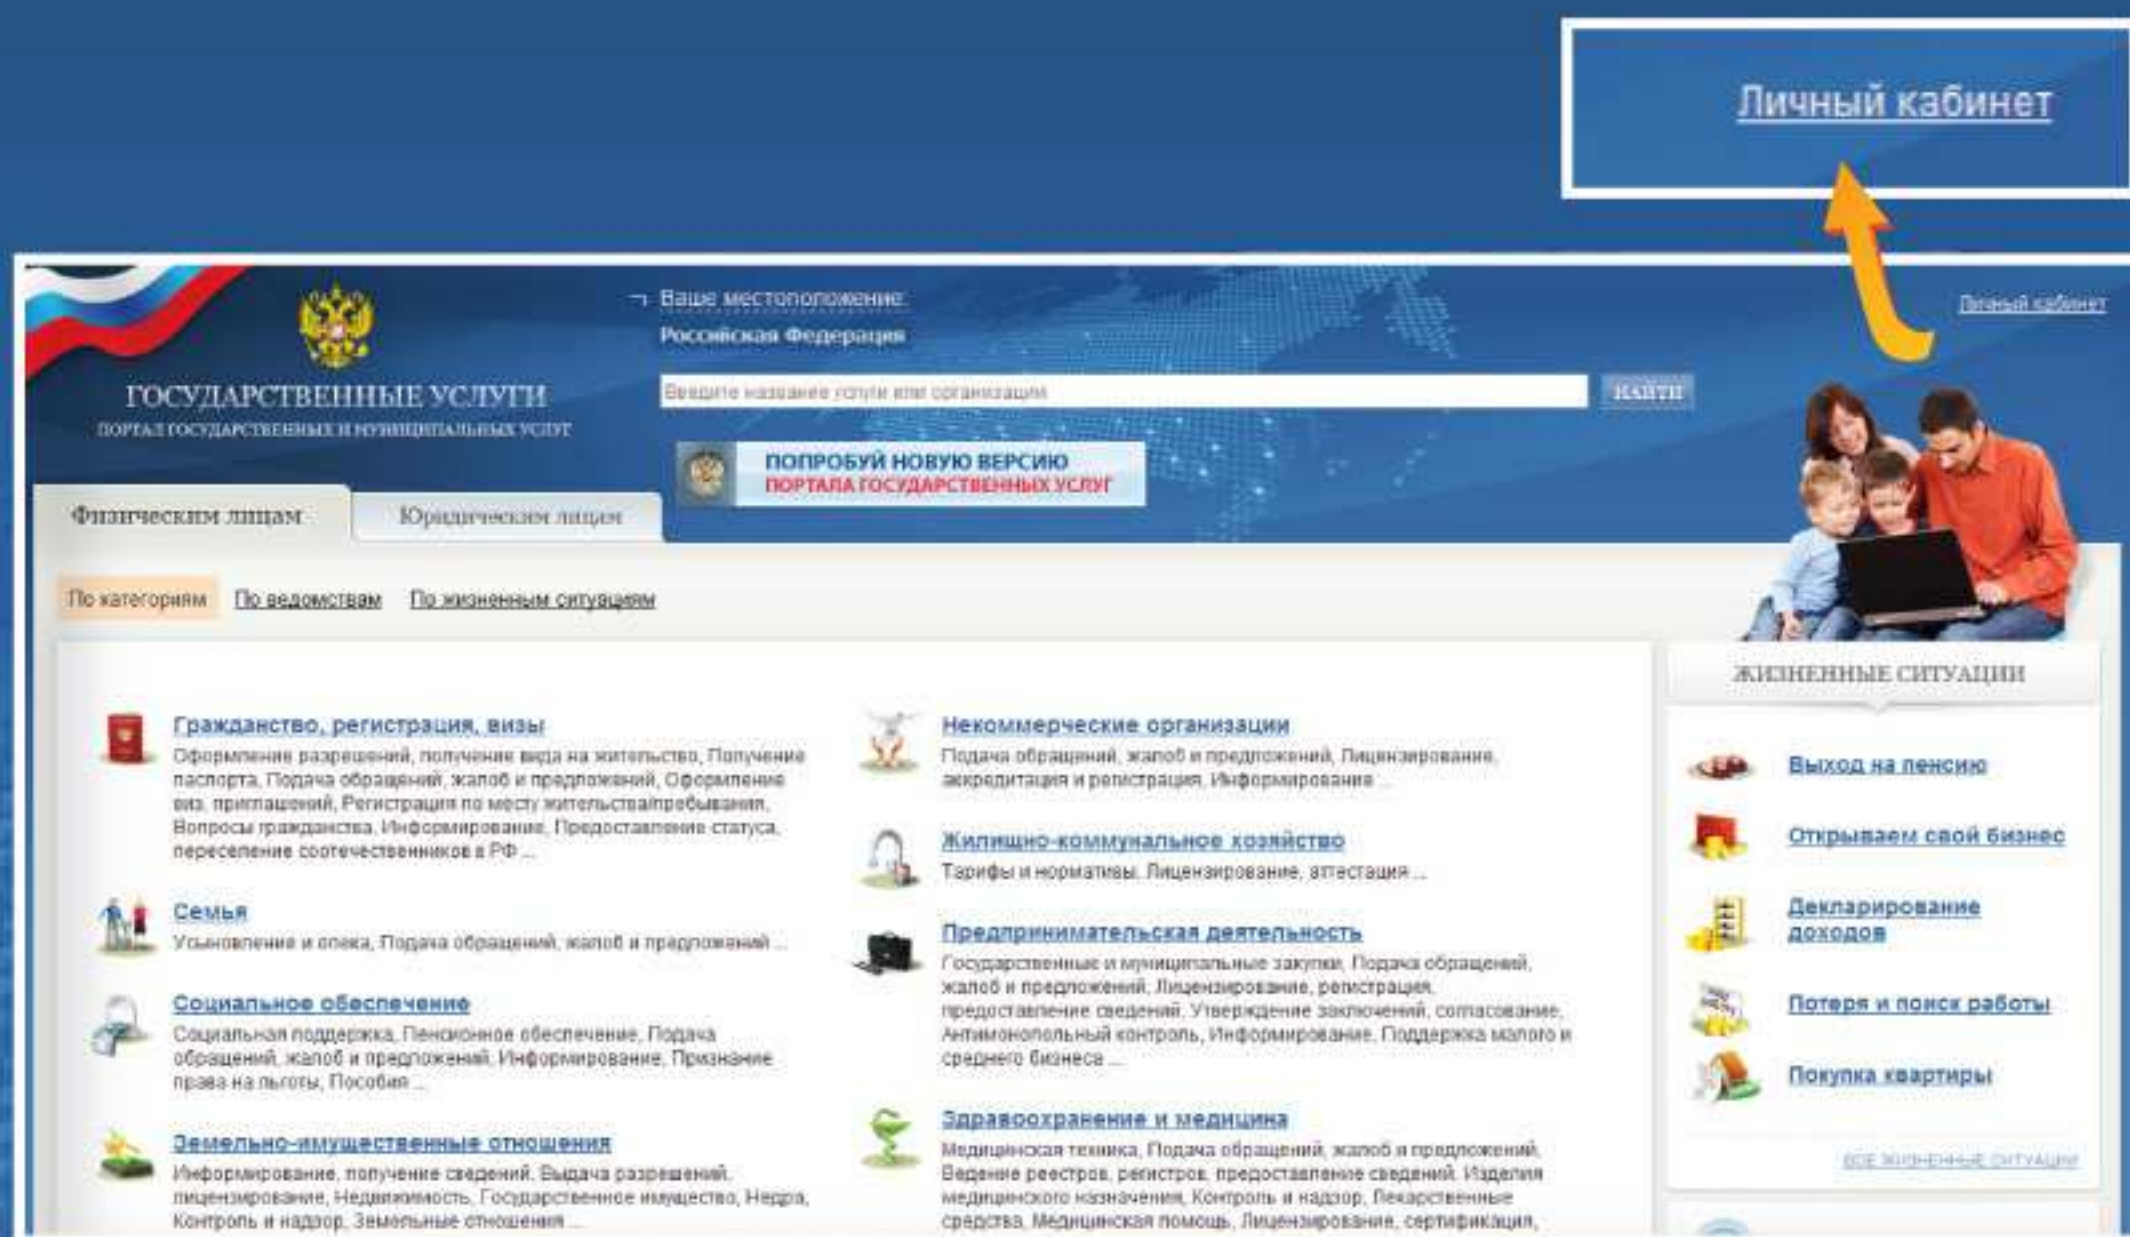 Личный кабинет
Ваше местоположение:
Российская Федерация
Личный кабинет
Введите название услуги или организации
НАЙТИ
ГОСУДАРСТВЕННЫЕ УСЛУГИ
ПОРТАЛ ГОСУДАРСТВЕННЫХ И МУНИЦИПАЛЬНЫХ УСЛУГ
ПОПРОБУЙ НОВУЮ ВЕРСИЮ
ПОРТАЛА ГОСУДАРСТВЕННЫХ УСЛУГ
Физическим лицам
Юридическим лицам
По категориям
По ведомствам
По жизненным ситуациям
Гражданство, регистрация, визы
Оформление разрешений, получение вида на жительство, Получение
паспорта, Подача обращений, жалоб и предложений, Оформление
виз, приглашений, Регистрация по месту жительства/пребывания,
Вопросы гражданства, Информирование, Предоставление статуса,
переселение соотечественников в РФ ...
Семья
Усыновление и опека, Подача обращений, жалоб и предложений ...
Социальное обеспечение
Социальная поддержка, Пенсионное обеспечение, Подача
обращений, жалоб и предложений, Информирование, Признание
права на льготы, Пособия ...
Земельно-имущественные отношения
Информирование, получение сведений, Выдача разрешений,
лицензирование, Недвижимость, Государственное имущество, Недра,
Контроль и надзор, Земельные отношения ...
Некоммерческие организации
Подача обращений, жалоб и предложений, Лицензирование,
аккредитация и регистрация, Информирование ...
Жилищно-коммунальное хозяйство
Тарифы и нормативы, Лицензирование, аттестация ...
Предпринимательская деятельность
Государственные и муниципальные закупки, Подача обращений,
жалоб и предложений, Лицензирование, регистрация,
предоставление сведений, Утверждение заключений, согласование,
Антимонопольный контроль, Информирование, Поддержка малого и
среднего бизнеса ...
Здравоохранение и медицина
Медицинская техника, Подача обращений, жалоб и предложений,
Ведение реестров, регистров, предоставление сведений, Изделия
медицинского назначения, Контроль и надзор, Лекарственные
средства, Медицинская помощь, Лицензирование, сертификация,
ЖИЗНЕННЫЕ СИТУАЦИИ
Выход на пенсию
Открываем свой бизнес
Декларирование
доходов
Потеря и поиск работы
Покупка квартиры
ВСЕ ЖИЗНЕННЫЕ СИТУАЦИИ